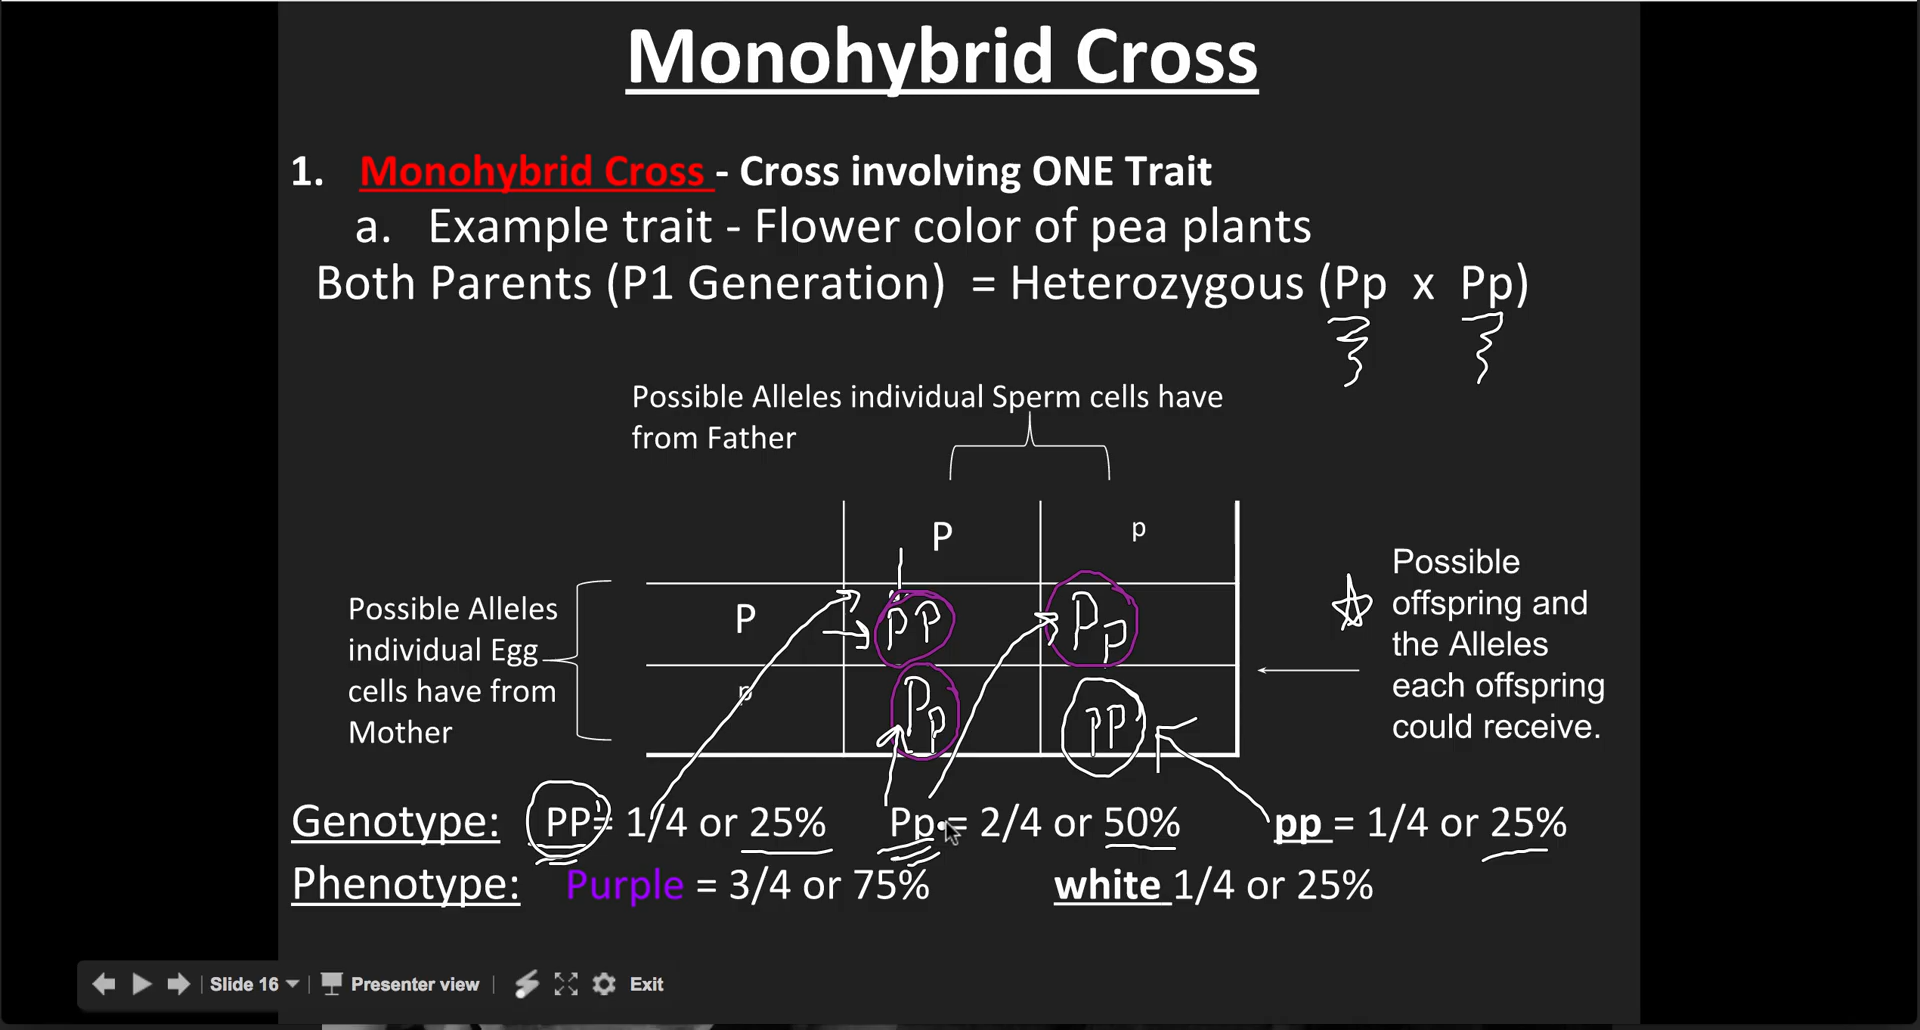 Monohybrid Cross
1. Monohybrid Cross - Cross involving ONE Trait
a. Example trait - Flower color of pea plants
Both Parents (P1 Generation) = Heterozygous (Pp x Pp)
Possible Alleles individual Sperm cells have
from Father
P p
Possible Alleles
individual Egg
cells have from
Mother
P PP Pp
p Pp pp
Possible
offspring and
the Alleles
each offspring
could receive.
Genotype: PP= 1/4 or 25% Pp = 2/4 or 50% pp = 1/4 or 25%
Phenotype: Purple = 3/4 or 75% white 1/4 or 25%
Slide 16 Presenter view Exit